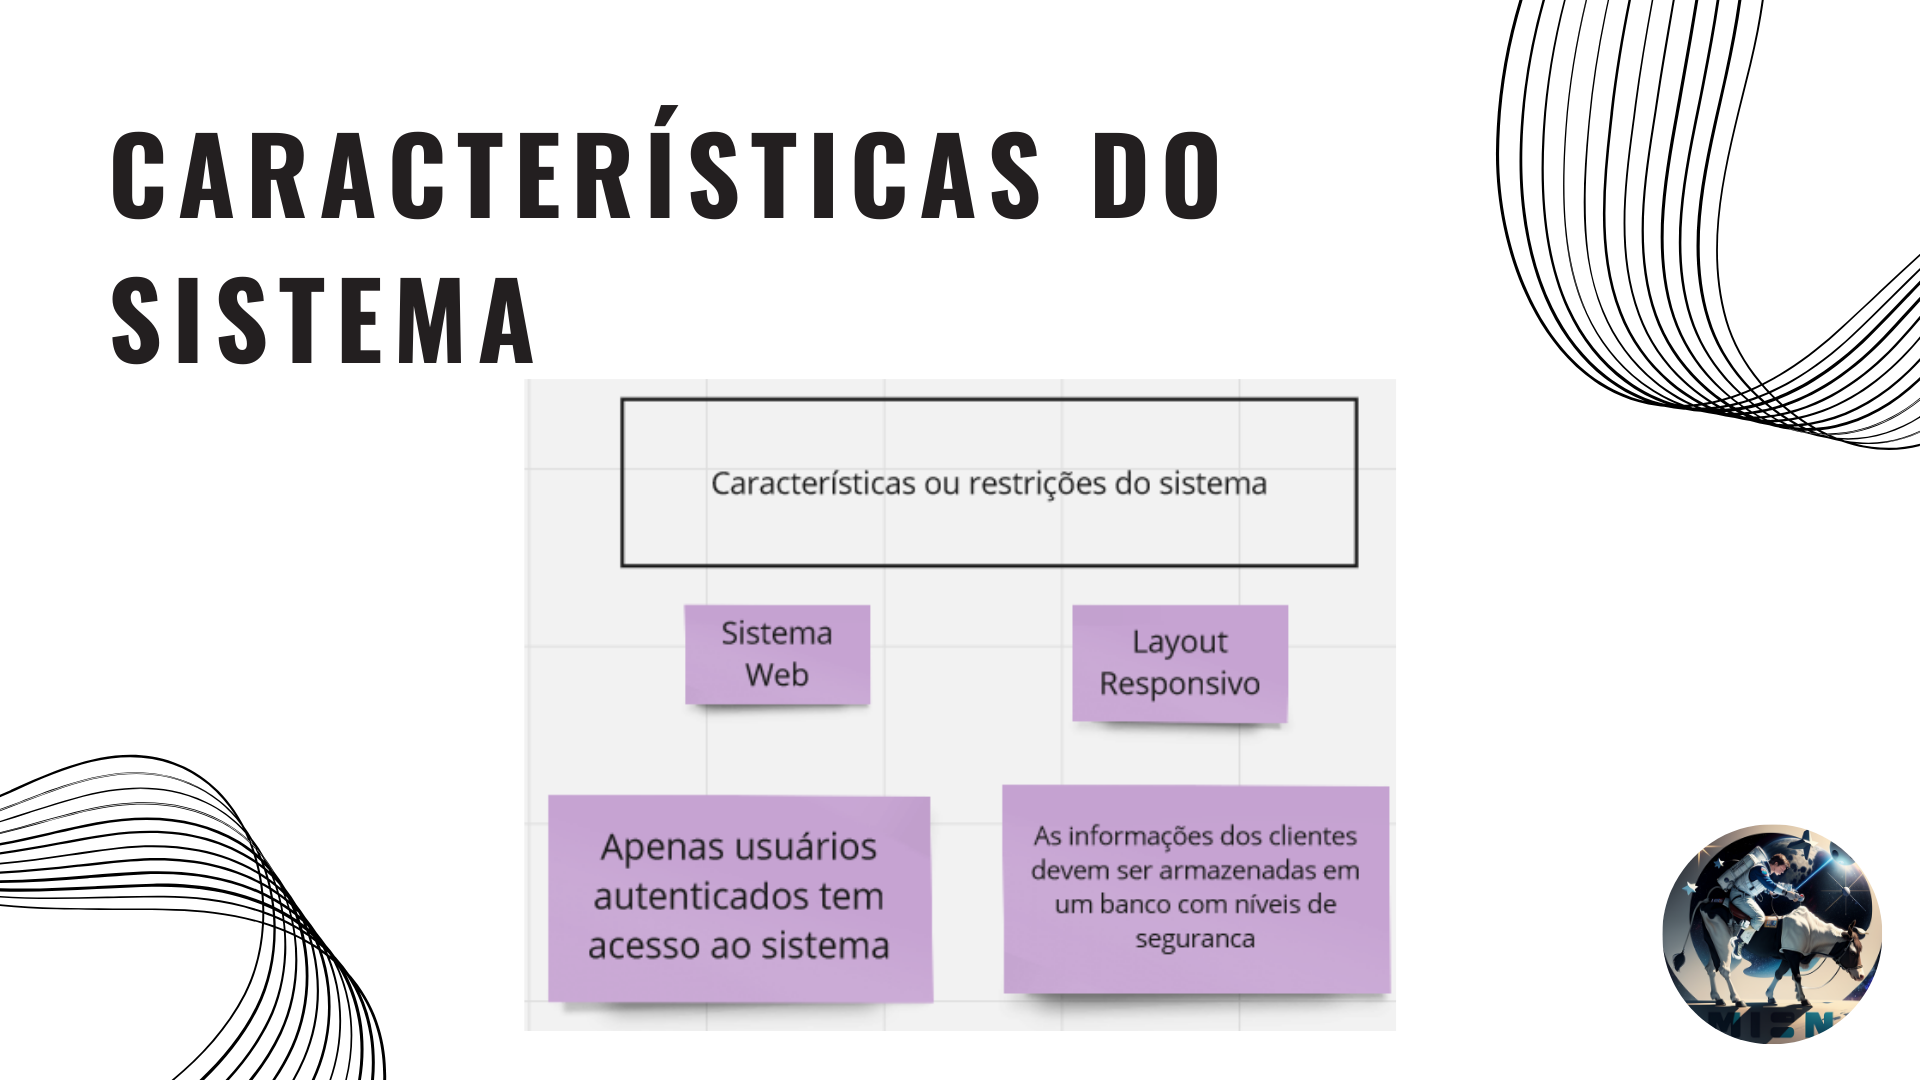 CARACTERÍSTICAS DO
SISTEMA
Características ou restrições do sistema
Sistema
Web
Layout
Responsivo
Apenas usuários
autenticados tem
acesso ao sistema
As informações dos clientes
devem ser armazenadas em
um banco com níveis de
seguranca